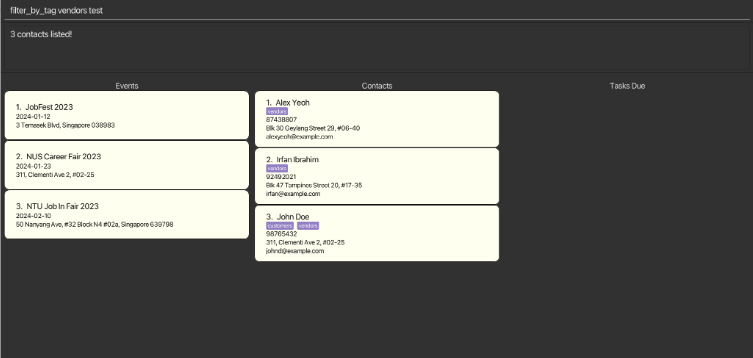 filter_by_tag vendors test
3 contacts listed!
Events
1. JobFest 2023
2024-01-12
3 Temasek Blvd, Singapore 038983
2. NUS Career Fair 2023
2024-01-23
311, Clementi Ave 2, #02-25
3. NTU Job In Fair 2023
2024-02-10
50 Nanyang Ave, #32 Block N4 #02a, Singapore 639798
Contacts
1. Alex Yeoh
vendors
87438807
Blk 30 Geylang Street 29, #06-40
alexyeoh@example.com
2. Irfan Ibrahim
vendors
92492021
Blk 47 Tampines Street 20, #17-35
irfan@example.com
3. John Doe
customers vendors
98765432
311, Clementi Ave 2, #02-25
johnd@example.com
Tasks Due